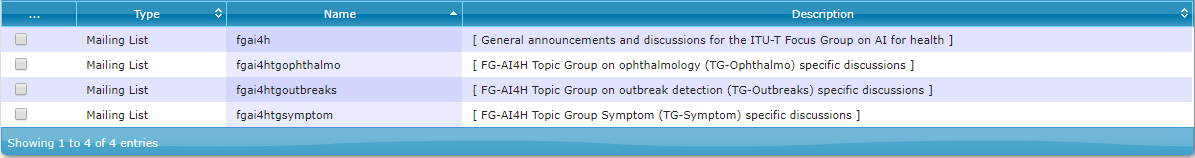 ... Type Name Description
Mailing List fgai4h [ General announcements and discussions for the ITU-T Focus Group on AI for health ]
Mailing List fgai4htgophthalmo [ FG-AI4H Topic Group on ophthalmology (TG-Ophthalmo) specific discussions ]
Mailing List fgai4htgoutbreaks [ FG-AI4H Topic Group on outbreak detection (TG-Outbreaks) specific discussions ]
Mailing List fgai4htgsymptom [ FG-AI4H Topic Group Symptom (TG-Symptom) specific discussions ]
Showing 1 to 4 of 4 entries